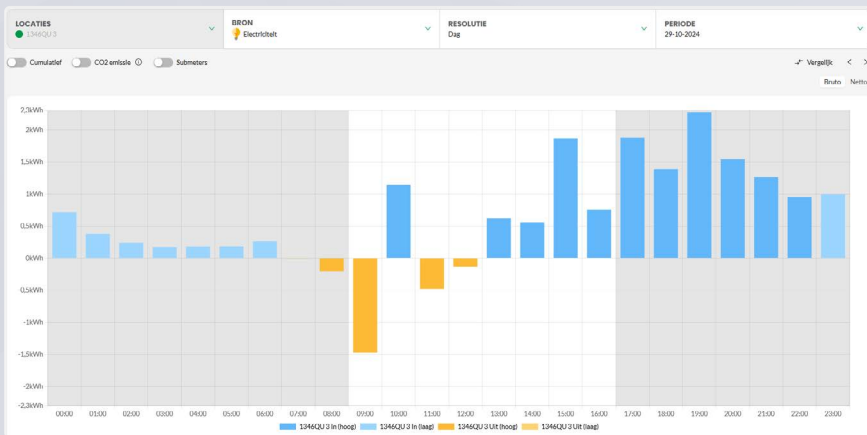 LOCATIES
1346QU 3
BRON
Electriciteit
RESOLUTIE
Dag
PERIODE
29-10-2024
Cumulatief
CO2 emissie
Submeters
Vergelijk
Bruto Netto
2,3kWh
2kWh
1,5kWh
1kWh
0,5kWh
0kWh
0,5kWh
-1kWh
-1,5kWh
-2kWh
-2,3kWh
00:00 01:00 02:00 03:00 04:00 05:00 06:00 07:00 08:00 09:00 10:00 11:00 12:00 13:00 14:00 15:00 16:00 17:00 18:00 19:00 20:00 21:00 22:00 23:00
1346QU 3 In (hoog) 1346QU 3 In (laag) 1346QU 3 Uit (hoog) 1346QU 3 Uit (laag)